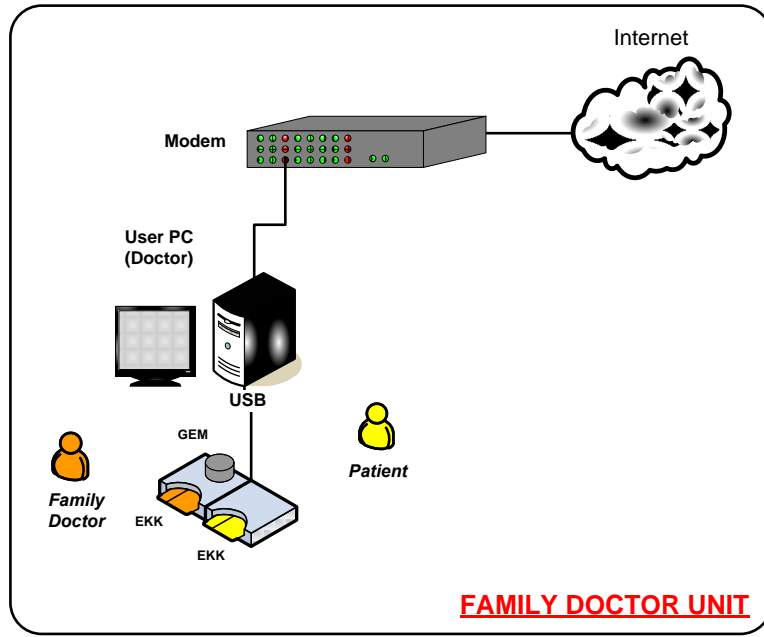 Internet
Modem
User PC
(Doctor)
USB
GEM
Patient
Family
Doctor
EKK
EKK
FAMILY DOCTOR UNIT